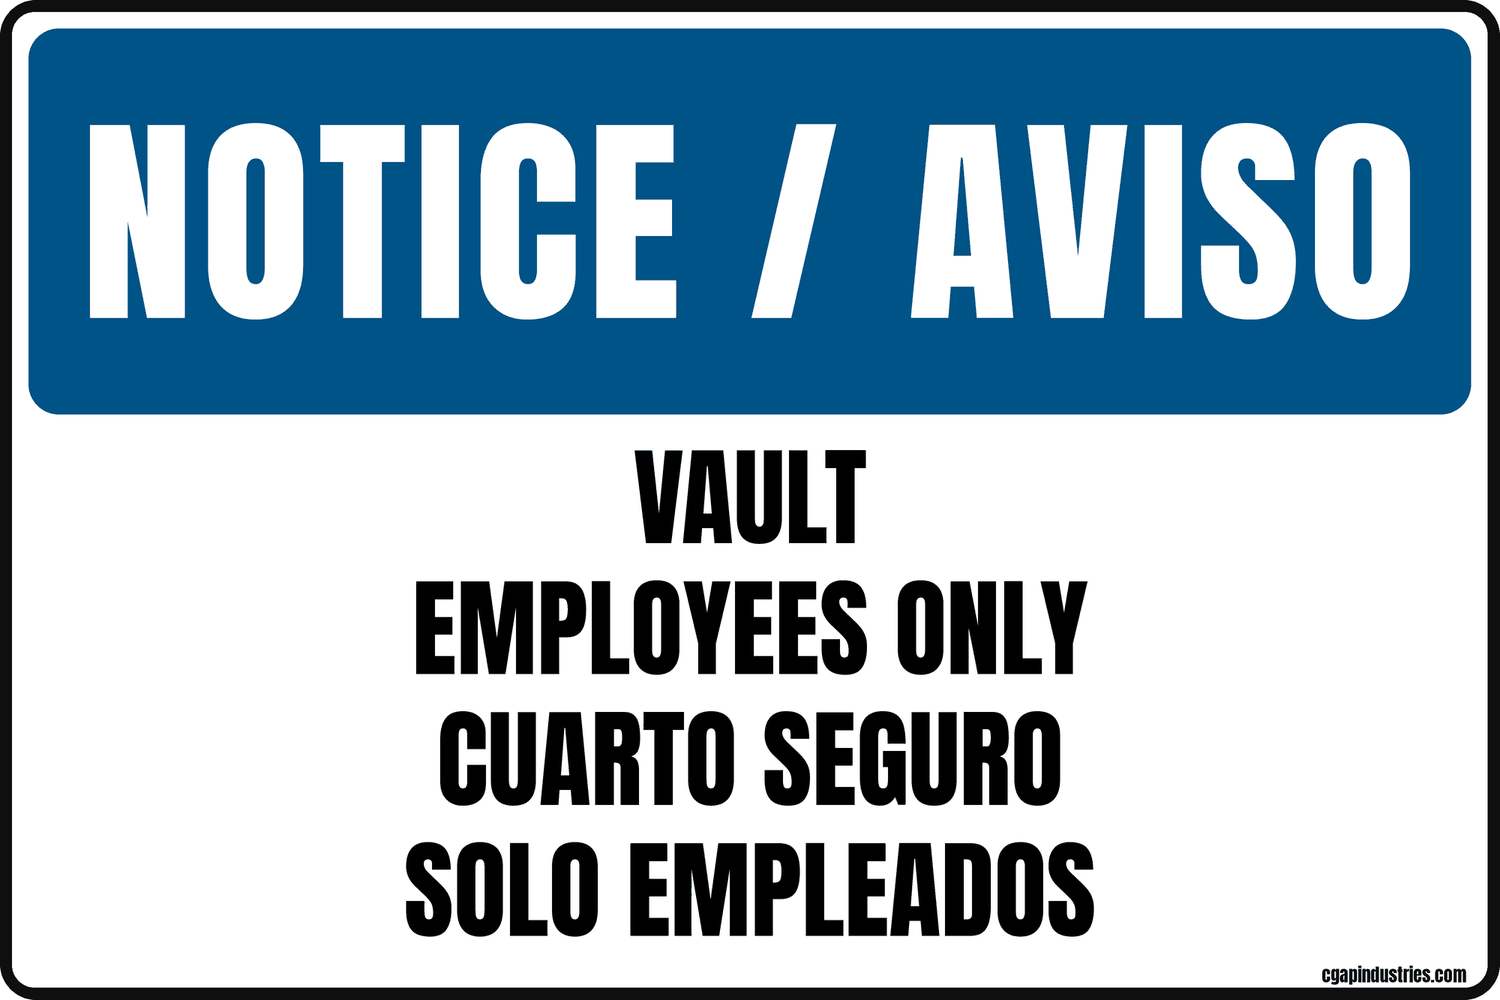 NOTICE / AVISO
VAULT
EMPLOYEES ONLY
CUARTO SEGURO
SOLO EMPLEADOS
cgapindustries.com